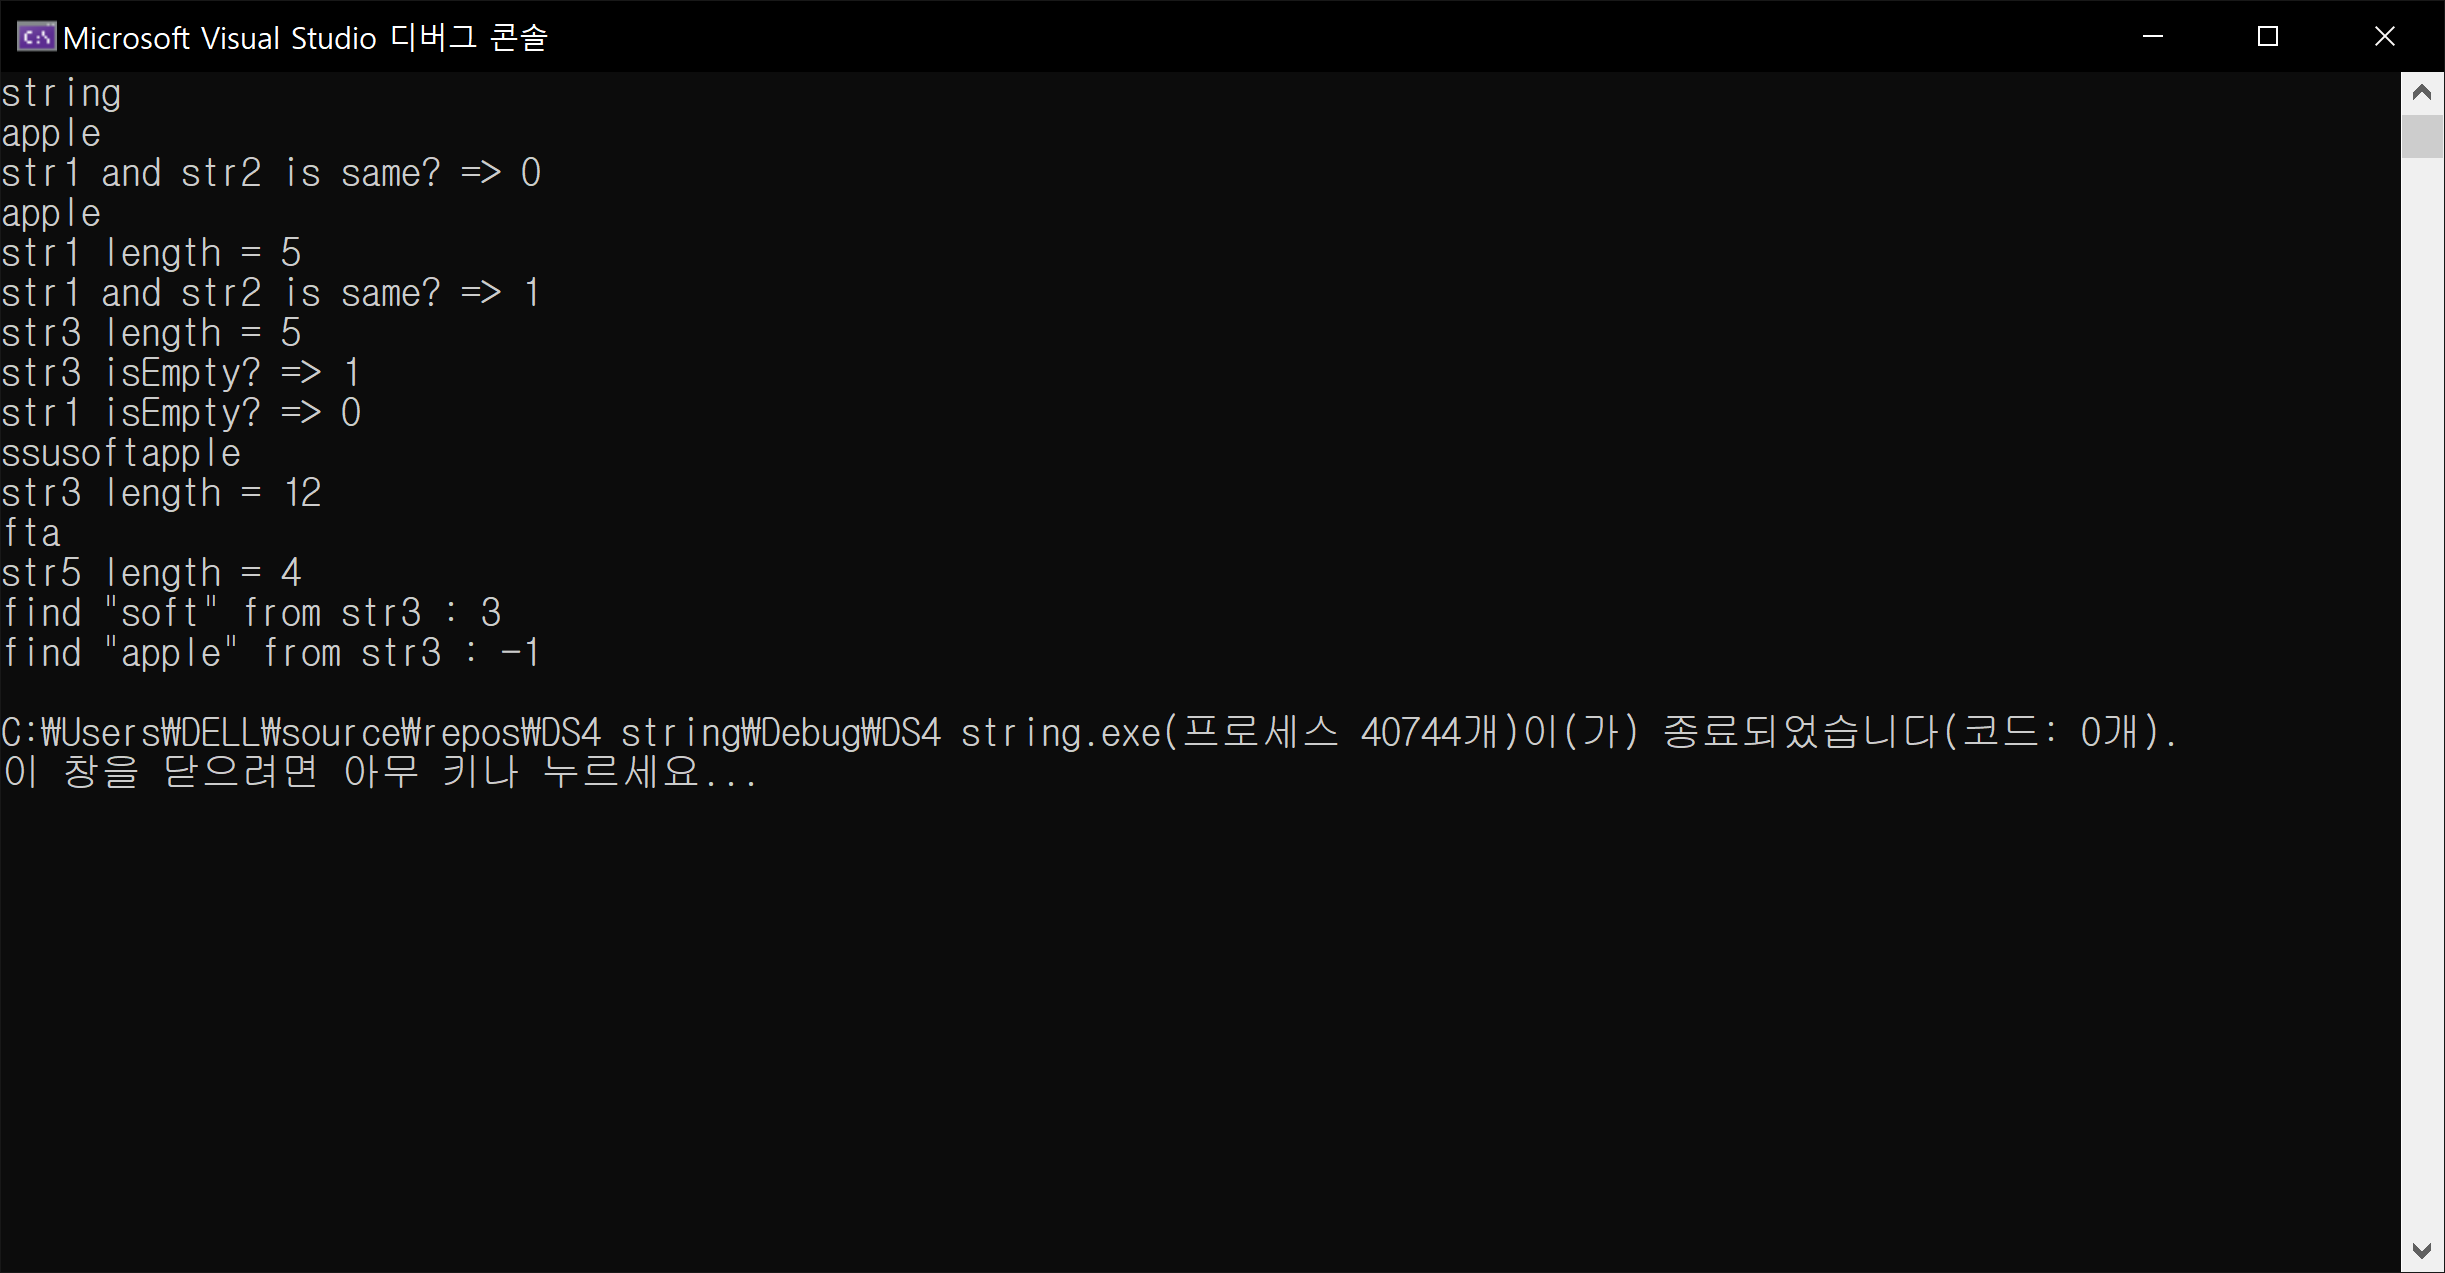 C:\ Microsoft Visual Studio 디버그 콘솔
string
apple
str1 and str2 is same? => 0
apple
str1 length = 5
str1 and str2 is same? => 1
str3 length = 5
str3 isEmpty? => 1
str1 isEmpty? => 0
ssusoftapple
str3 length = 12
fta
str5 length = 4
find "soft" from str3 : 3
find "apple" from str3 : -1
C:₩Users₩DELL₩source₩repos₩DS4 string₩Debug₩DS4 string.exe(프로세스 40744개)이(가) 종료되었습니다(코드: 0개).
이 창을 닫으려면 아무 키나 누르세요...